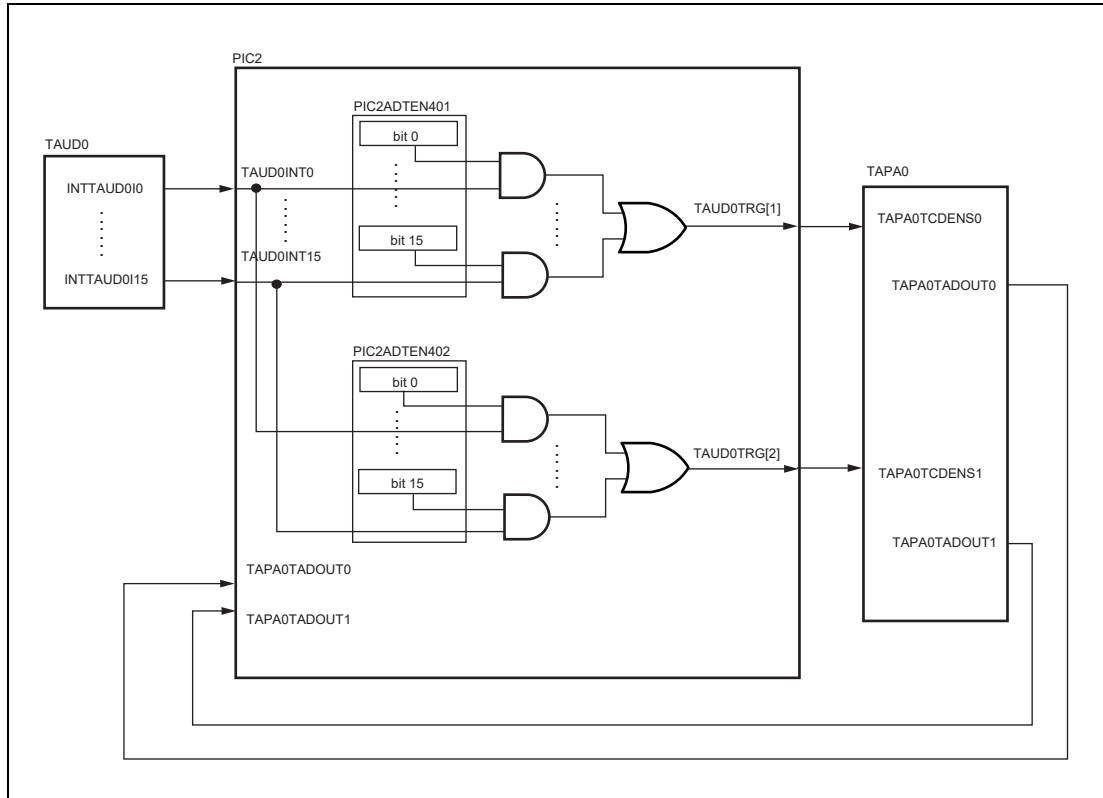 PIC2
PIC2ADTEN401
bit 0
TAUD0
TAPA0
TAUD0INT0
INTTAUD0I0
TAUD0TRG[1]
TAPA0TCDENS0
bit 15
TAUD0INT15
INTTAUD0I15
TAPA0TADOUT0
PIC2ADTEN402
bit 0
TAUD0TRG[2]
TAPA0TCDENS1
bit 15
TAPA0TADOUT1
TAPA0TADOUT0
TAPA0TADOUT1